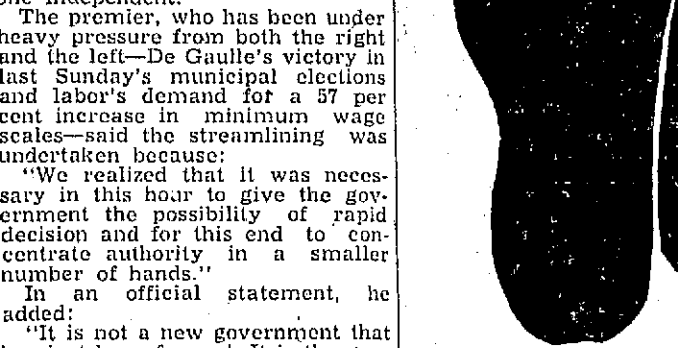 one independent.
The premier, who has been under
heavy pressure from both the right
and the left—De Gaulle's victory in
last Sunday's municipal elections
and labor's demand for a 57 per
cent increase in minimum wage
scales—said the streamlining was
undertaken because:
"We realized that it was neces-
sary in this hour to give the gov-
ernment the possibility of rapid
decision and for this end to con-
centrate authority in a smaller
number of hands."
In an official statement, he
added:
"It is not a new government that